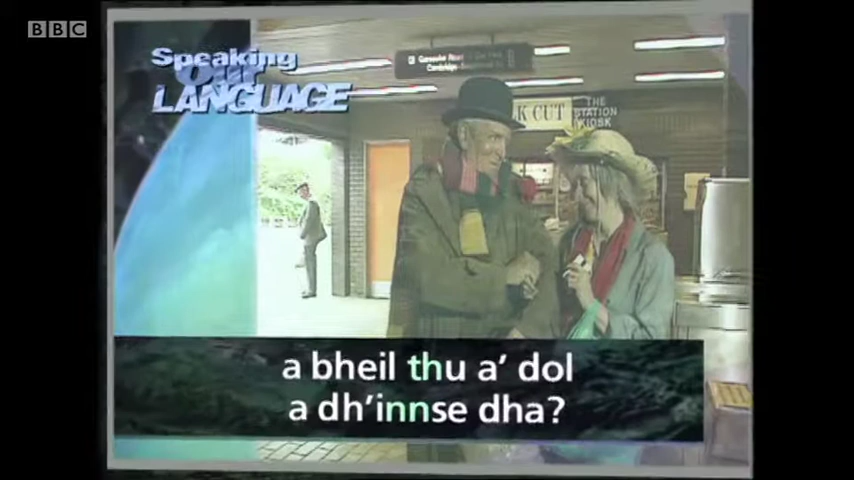 BBC
Speaking
Our
LANGUAGE
K CUT
THE
STATION
KIOSK
a bheil thu a' dol
a dh'innse dha?